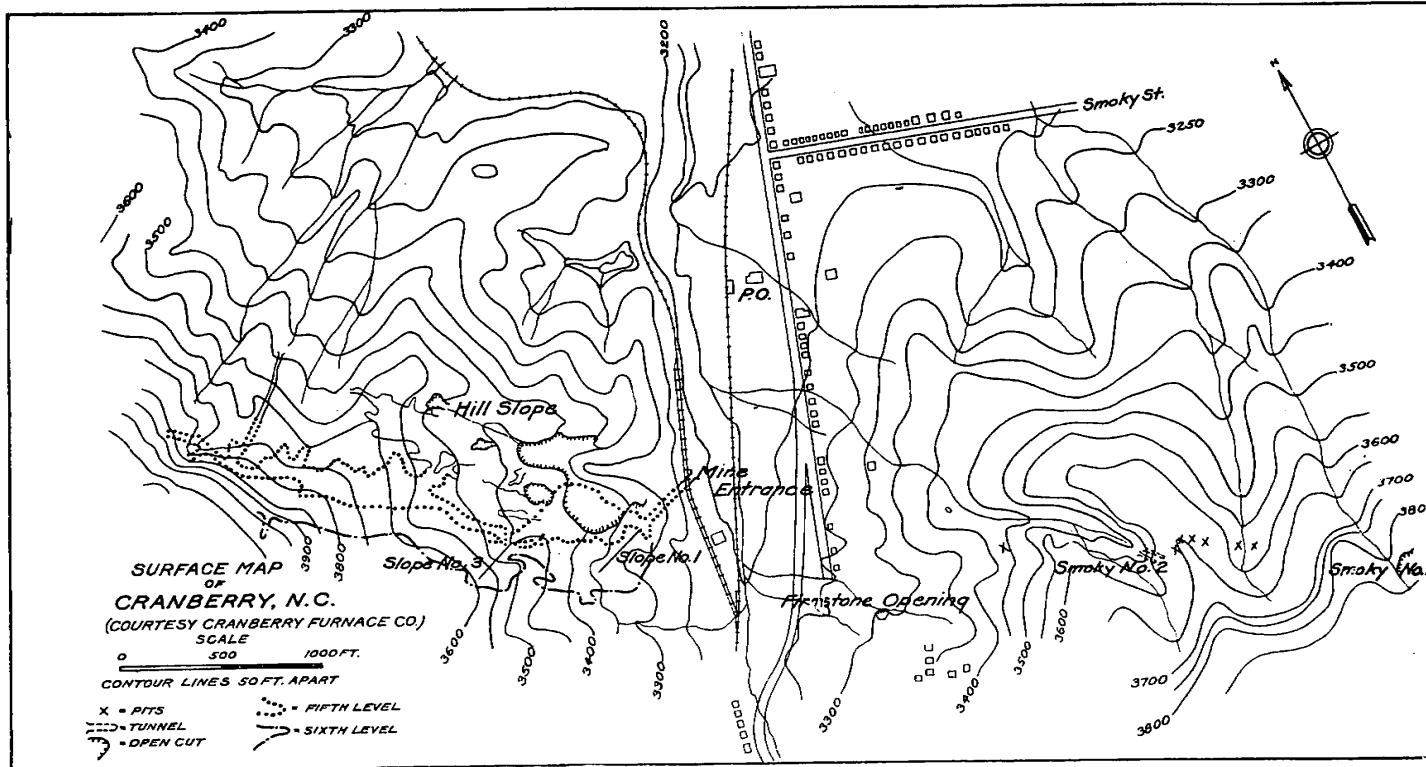 3400
3300
3200
N
Smoky St.
3250
3300
3600
3500
3400
P.O.
3500
Hill Slope
3600
Mine
Entrance
3700
3900
3800
Slope No. 3
Slope No. 1
Smoky No. 2
Smoky
Opening
SURFACE MAP
OF
CRANBERRY, N.C.
(COURTESY CRANBERRY FURNACE CO.)
SCALE
0 500 1000 FT.
CONTOUR LINES 50 FT. APART
X = PITS
= TUNNEL
= OPEN CUT
= FIFTH LEVEL
= SIXTH LEVEL
3600
3500
3400
3300
3300
3400
3500
3600
3700
3800